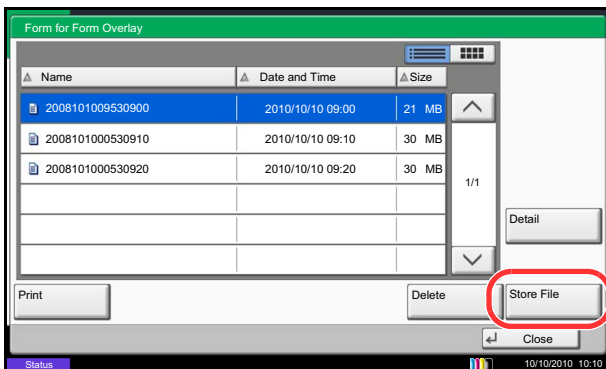 Form for Form Overlay
Name Date and Time Size
2008101009530900 2010/10/10 09:00 21 MB
2008101000530910 2010/10/10 09:10 30 MB
2008101000530920 2010/10/10 09:20 30 MB
1/1
Detail
Print Delete Store File
Close
Status 10/10/2010 10:10